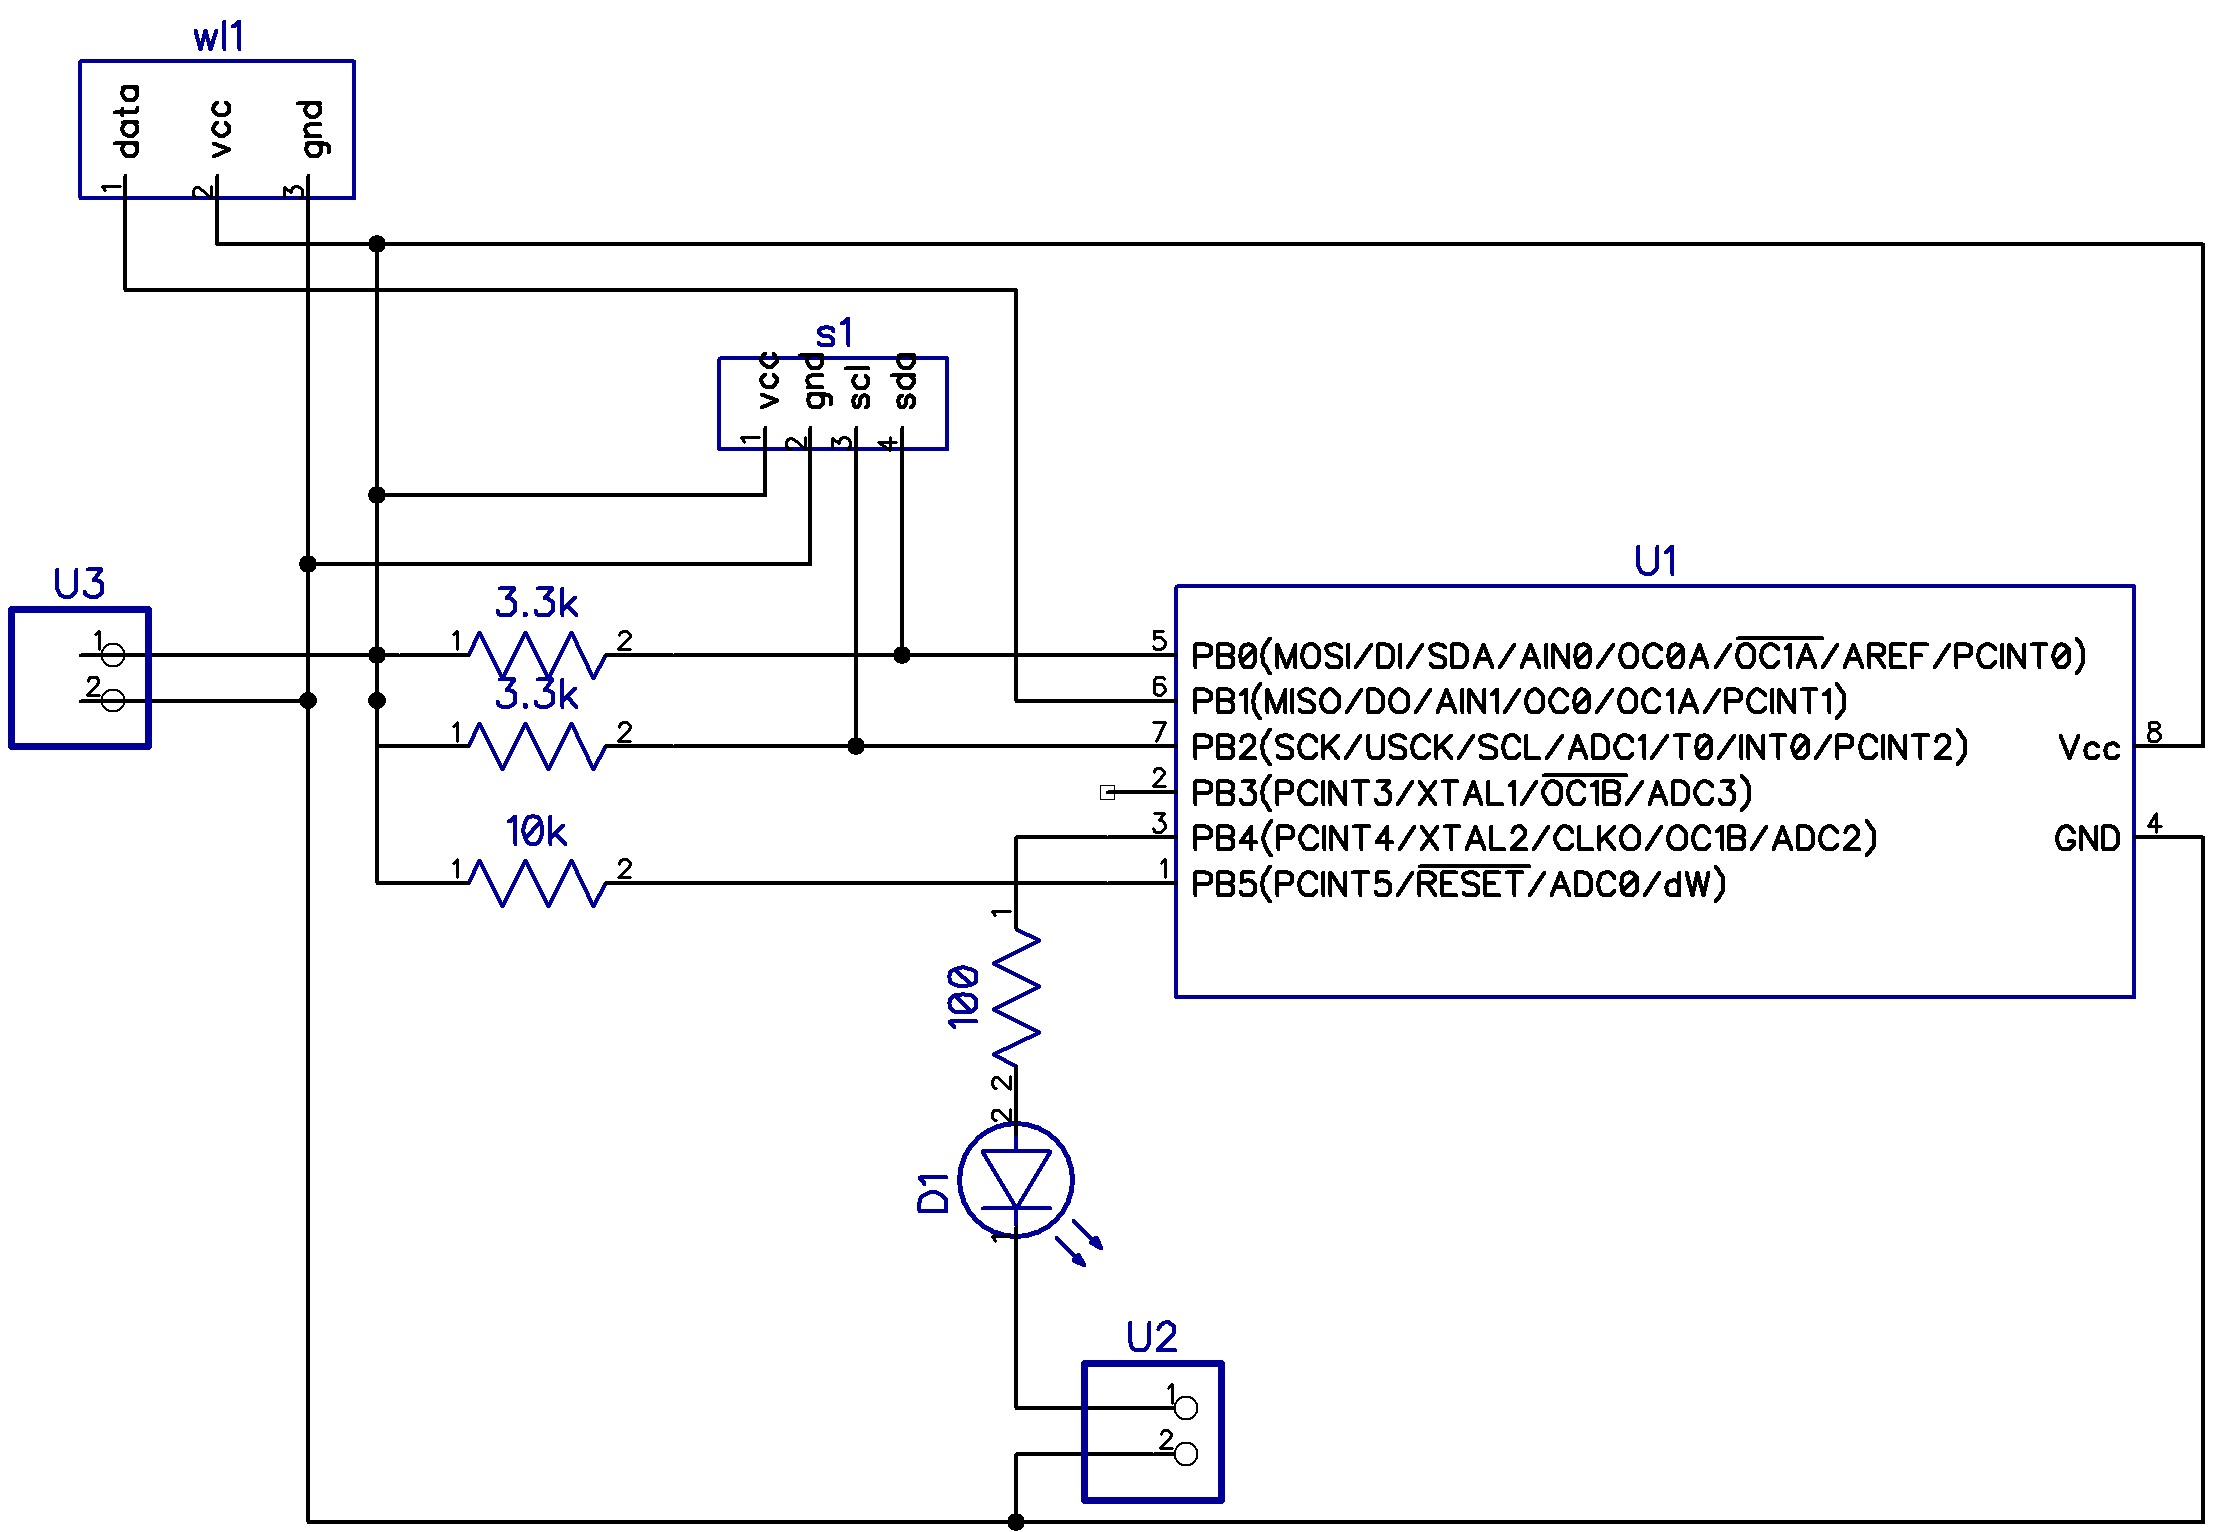 wl1
data
vcc
gnd
1
2
3
s1
vcc
gnd
scl
sda
1
2
3
4
U3
1
2
3.3k
1
2
3.3k
1
2
10k
1
2
U1
5 PB0(MOSI/DI/SDA/AIN0/OC0A/OC1A/AREF/PCINT0)
6 PB1(MISO/DO/AIN1/OC0/OC1A/PCINT1)
7 PB2(SCK/USCK/SCL/ADC1/T0/INT0/PCINT2)
Vcc 8
2 PB3(PCINT3/XTAL1/OC1B/ADC3)
3 PB4(PCINT4/XTAL2/CLKO/OC1B/ADC2)
GND 4
1 PB5(PCINT5/RESET/ADC0/dW)
1
100
2
2
D1
1
U2
1
2